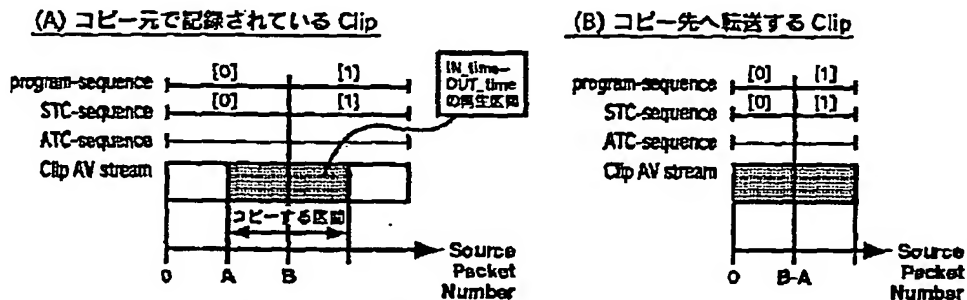 (A) コピー元で記録されている Clip
(B) コピー先へ転送する Clip
program-sequence [0] [1]
STC-sequence [0] [1]
ATC-sequence
Clip AV stream
IN_time-
OUT_time
の再生区間
コピーする区間
0 A B
Source
Packet
Number
program-sequence [0] [1]
STC-sequence [0] [1]
ATC-sequence
Clip AV stream
0 B-A
Source
Packet
Number